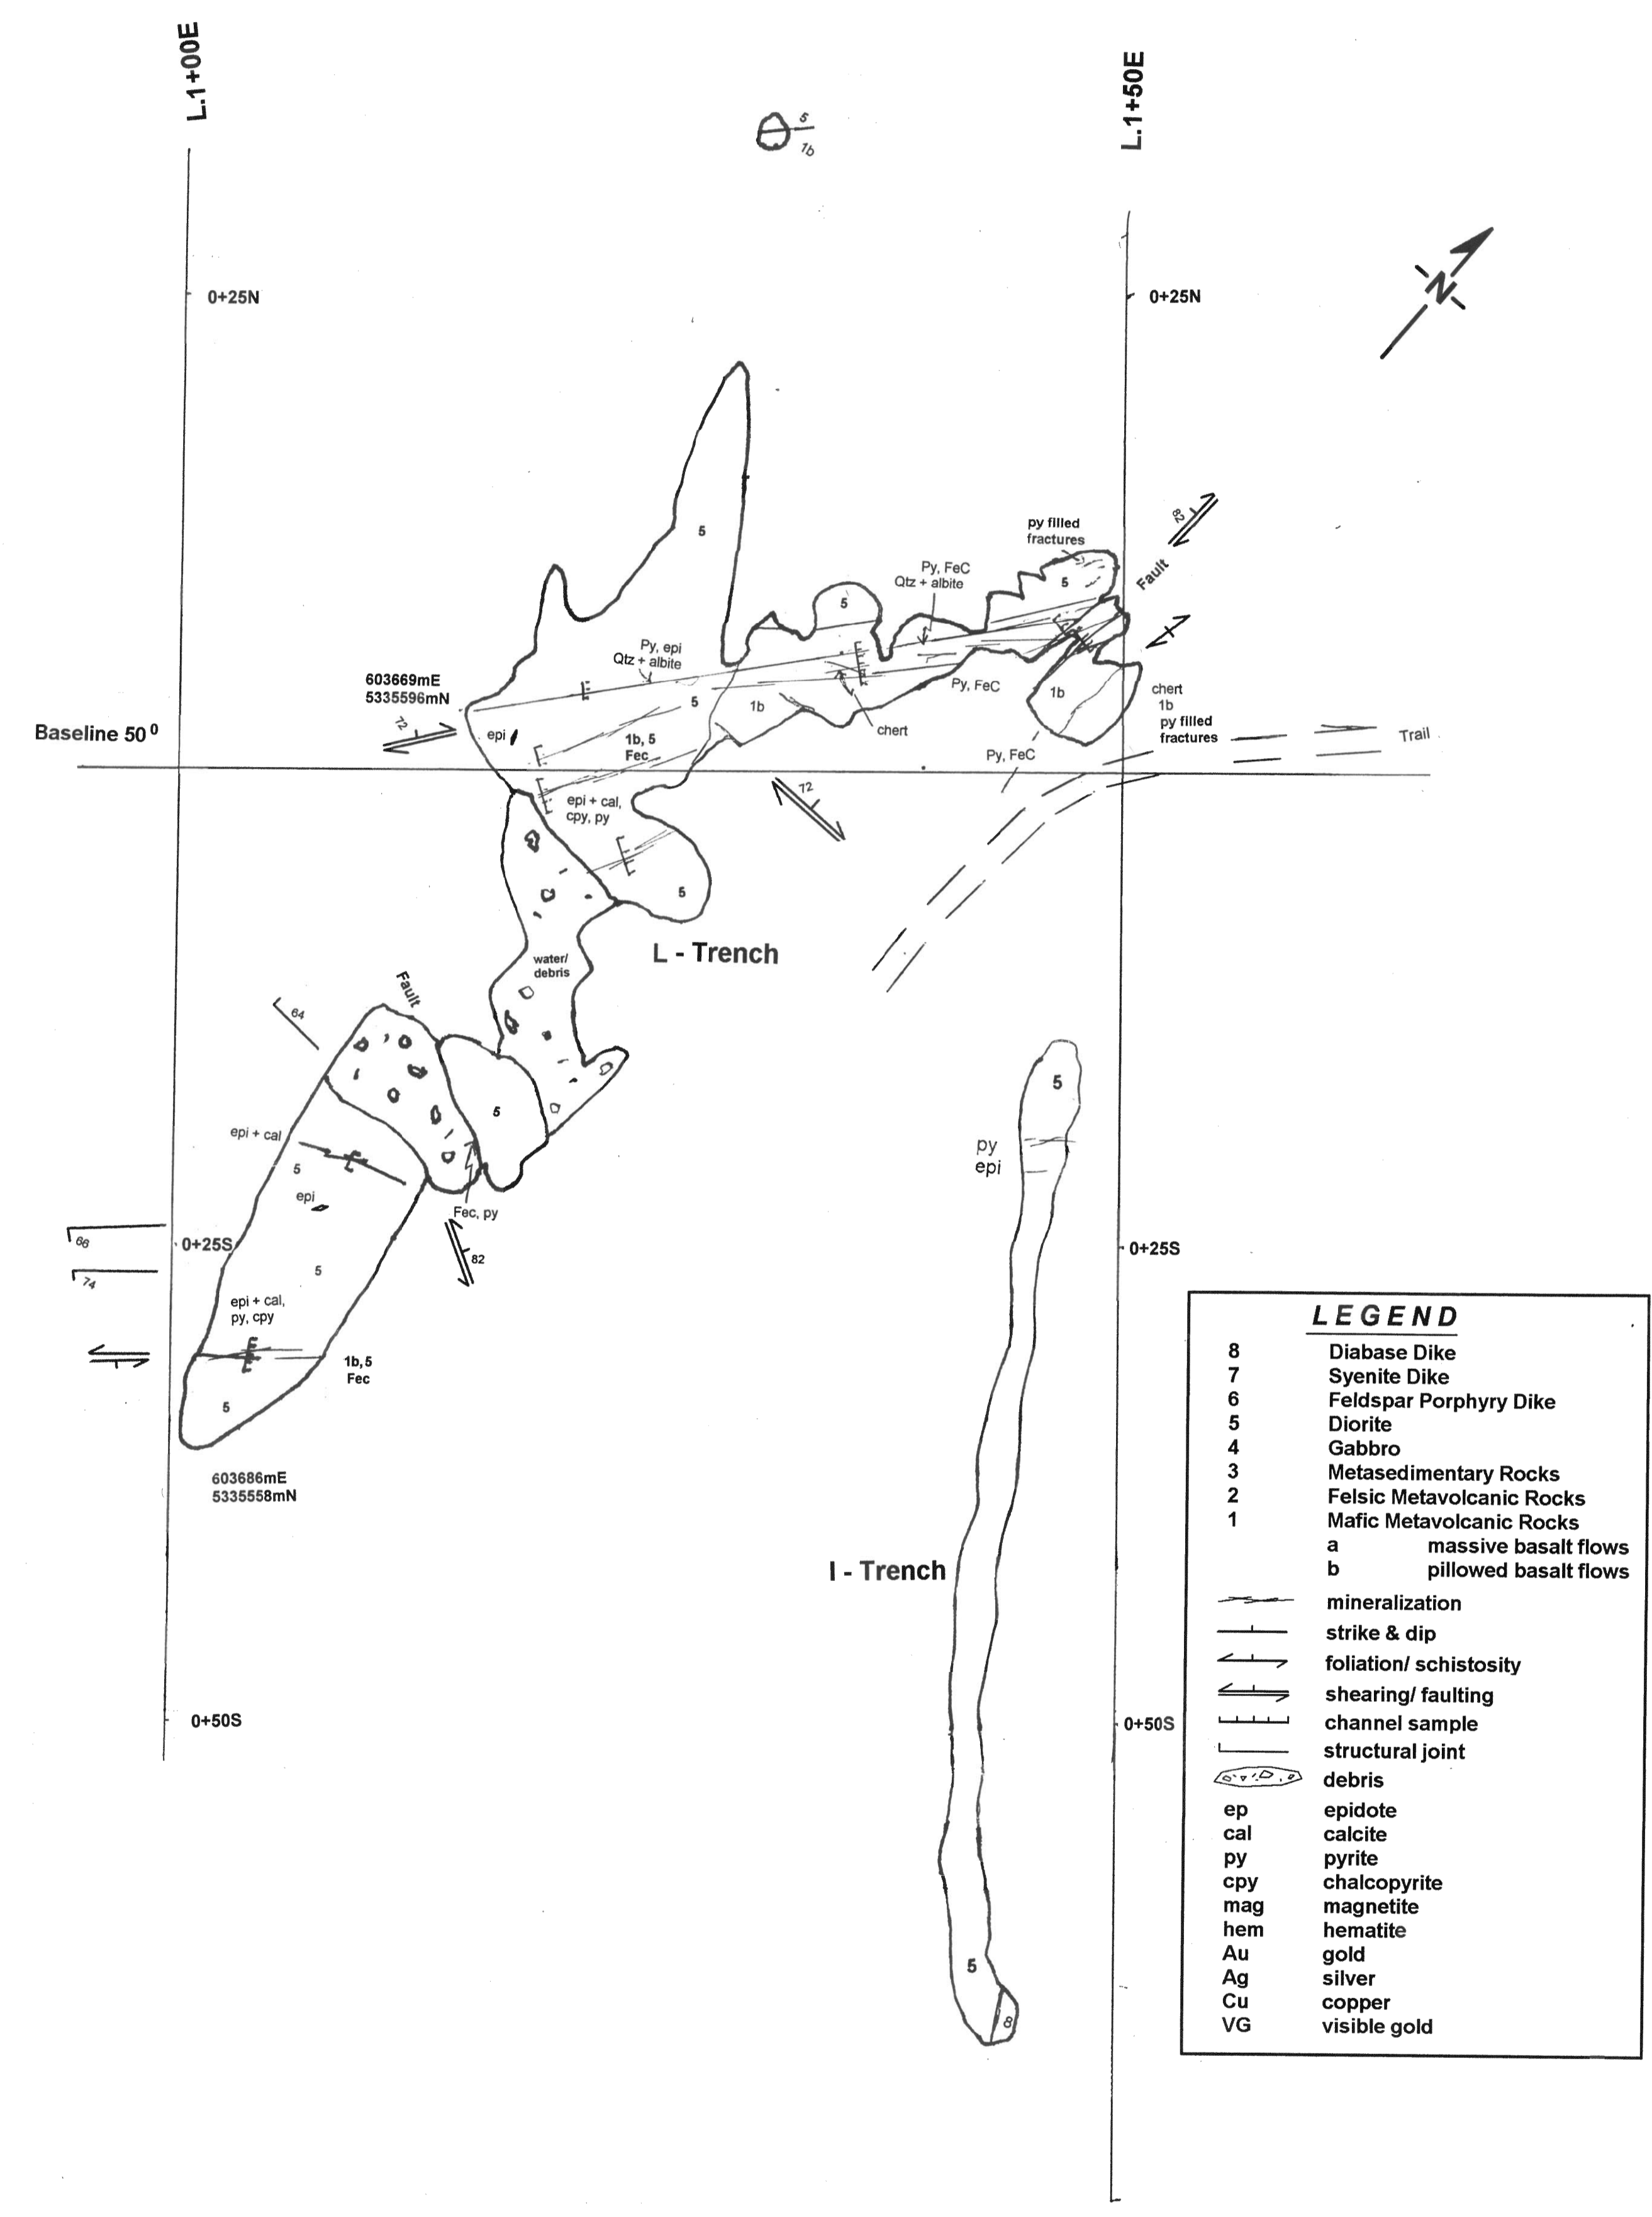 L.1+00E
L.1+50E
5
1b
0+25N
0+25N
N
5
py filled
fractures
82
Fault
Py, FeC
Qtz + albite
5
5
Py, epi
Qtz + albite
603669mE
5335596mN
72
Baseline 50⁰
epi
5
1b
1b, 5
Fec
Py, FeC
chert
1b
chert
1b
py filled
fractures
Py, FeC
Trail
epi + cal,
cpy, py
72
5
L - Trench
water/
debris
Fault
64
5
5
epi + cal
5
epi
py
epi
Fec, py
82
66
0+25S
0+25S
74
5
epi + cal,
py, cpy
1b,5
Fec
5
603686mE
5335558mN
I - Trench
0+50S
0+50S
5
8
LEGEND
8 Diabase Dike
7 Syenite Dike
6 Feldspar Porphyry Dike
5 Diorite
4 Gabbro
3 Metasedimentary Rocks
2 Felsic Metavolcanic Rocks
1 Mafic Metavolcanic Rocks
a massive basalt flows
b pillowed basalt flows
mineralization
strike & dip
foliation/ schistosity
shearing/ faulting
channel sample
structural joint
debris
ep epidote
cal calcite
py pyrite
cpy chalcopyrite
mag magnetite
hem hematite
Au gold
Ag silver
Cu copper
VG visible gold